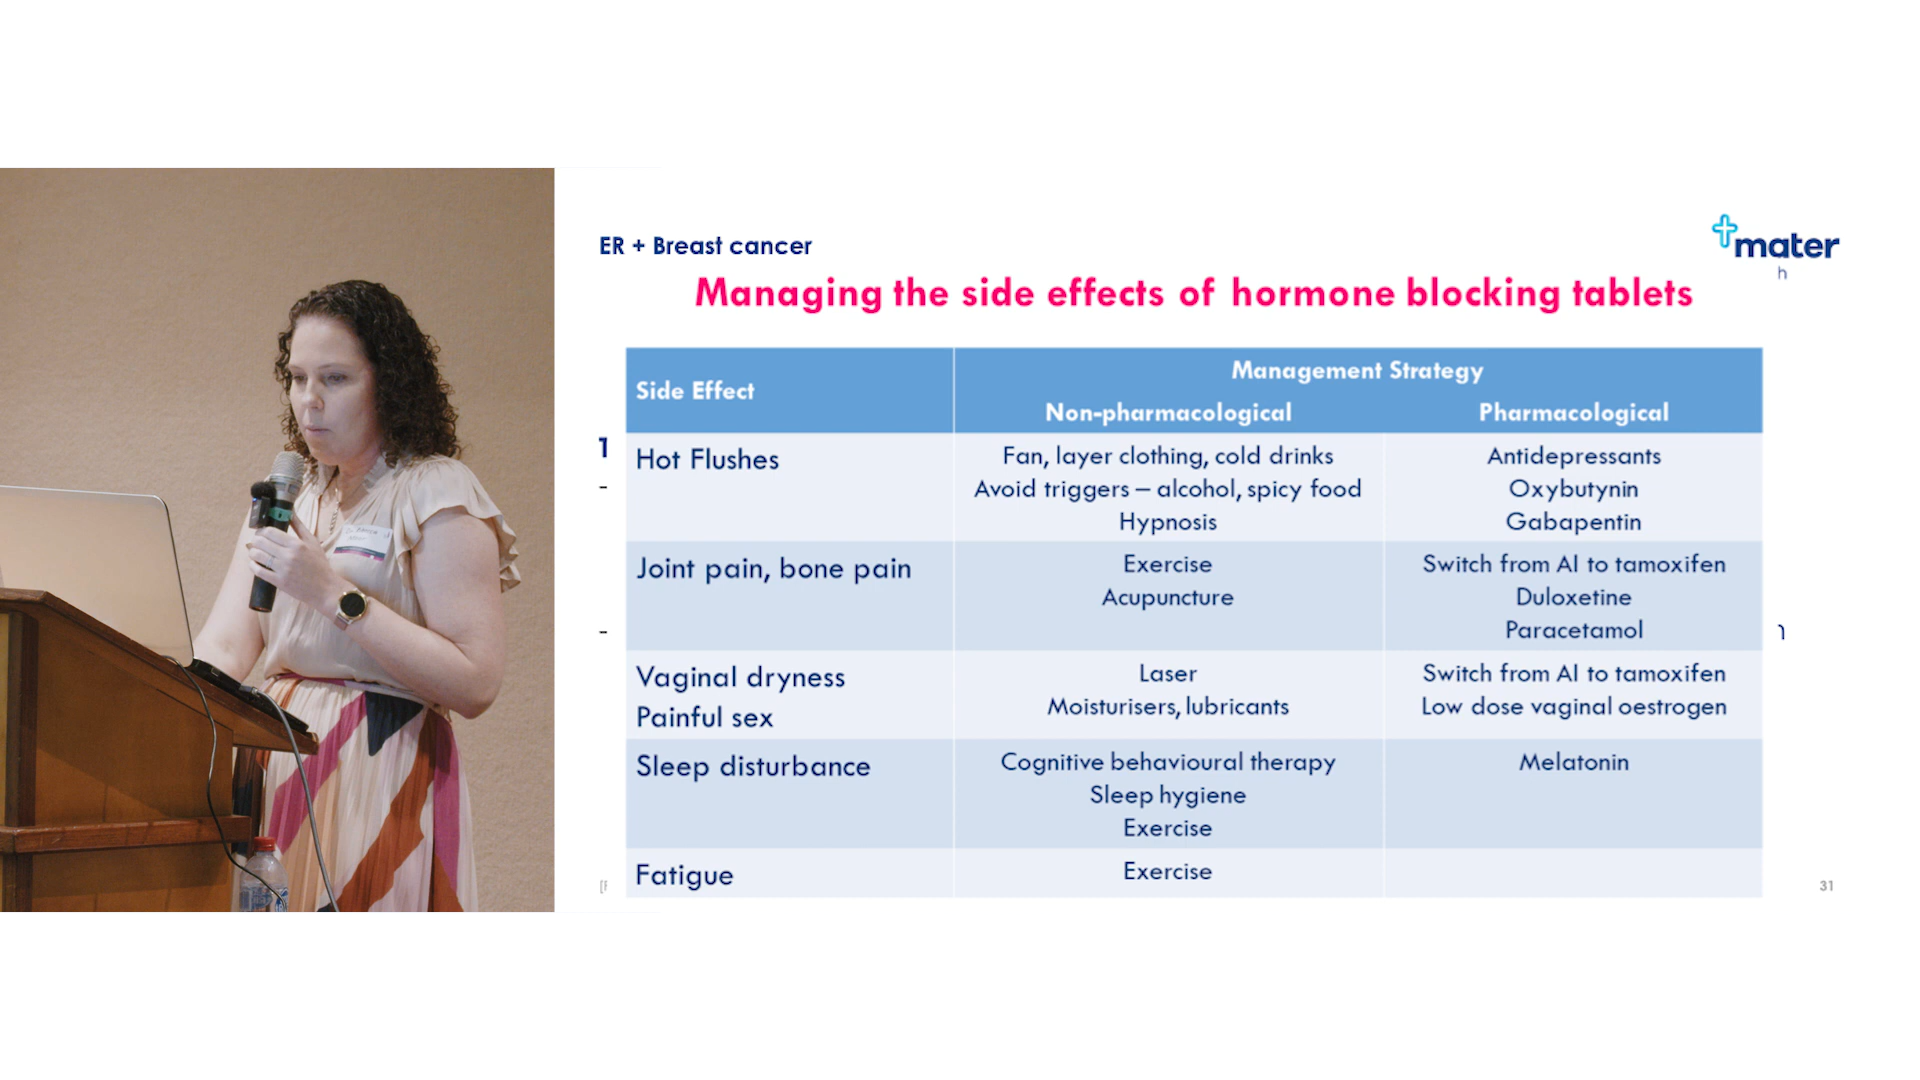 ER + Breast cancer
mater
h
Managing the side effects of hormone blocking tablets
Side Effect
Management Strategy
Non-pharmacological
Pharmacological
1
Hot Flushes
Fan, layer clothing, cold drinks
Avoid triggers – alcohol, spicy food
Hypnosis
Antidepressants
Oxybutynin
Gabapentin
-
Joint pain, bone pain
Exercise
Acupuncture
Switch from AI to tamoxifen
Duloxetine
Paracetamol
-
Vaginal dryness
Painful sex
Laser
Moisturisers, lubricants
Switch from AI to tamoxifen
Low dose vaginal oestrogen
Sleep disturbance
Cognitive behavioural therapy
Sleep hygiene
Exercise
Melatonin
Fatigue
Exercise
31